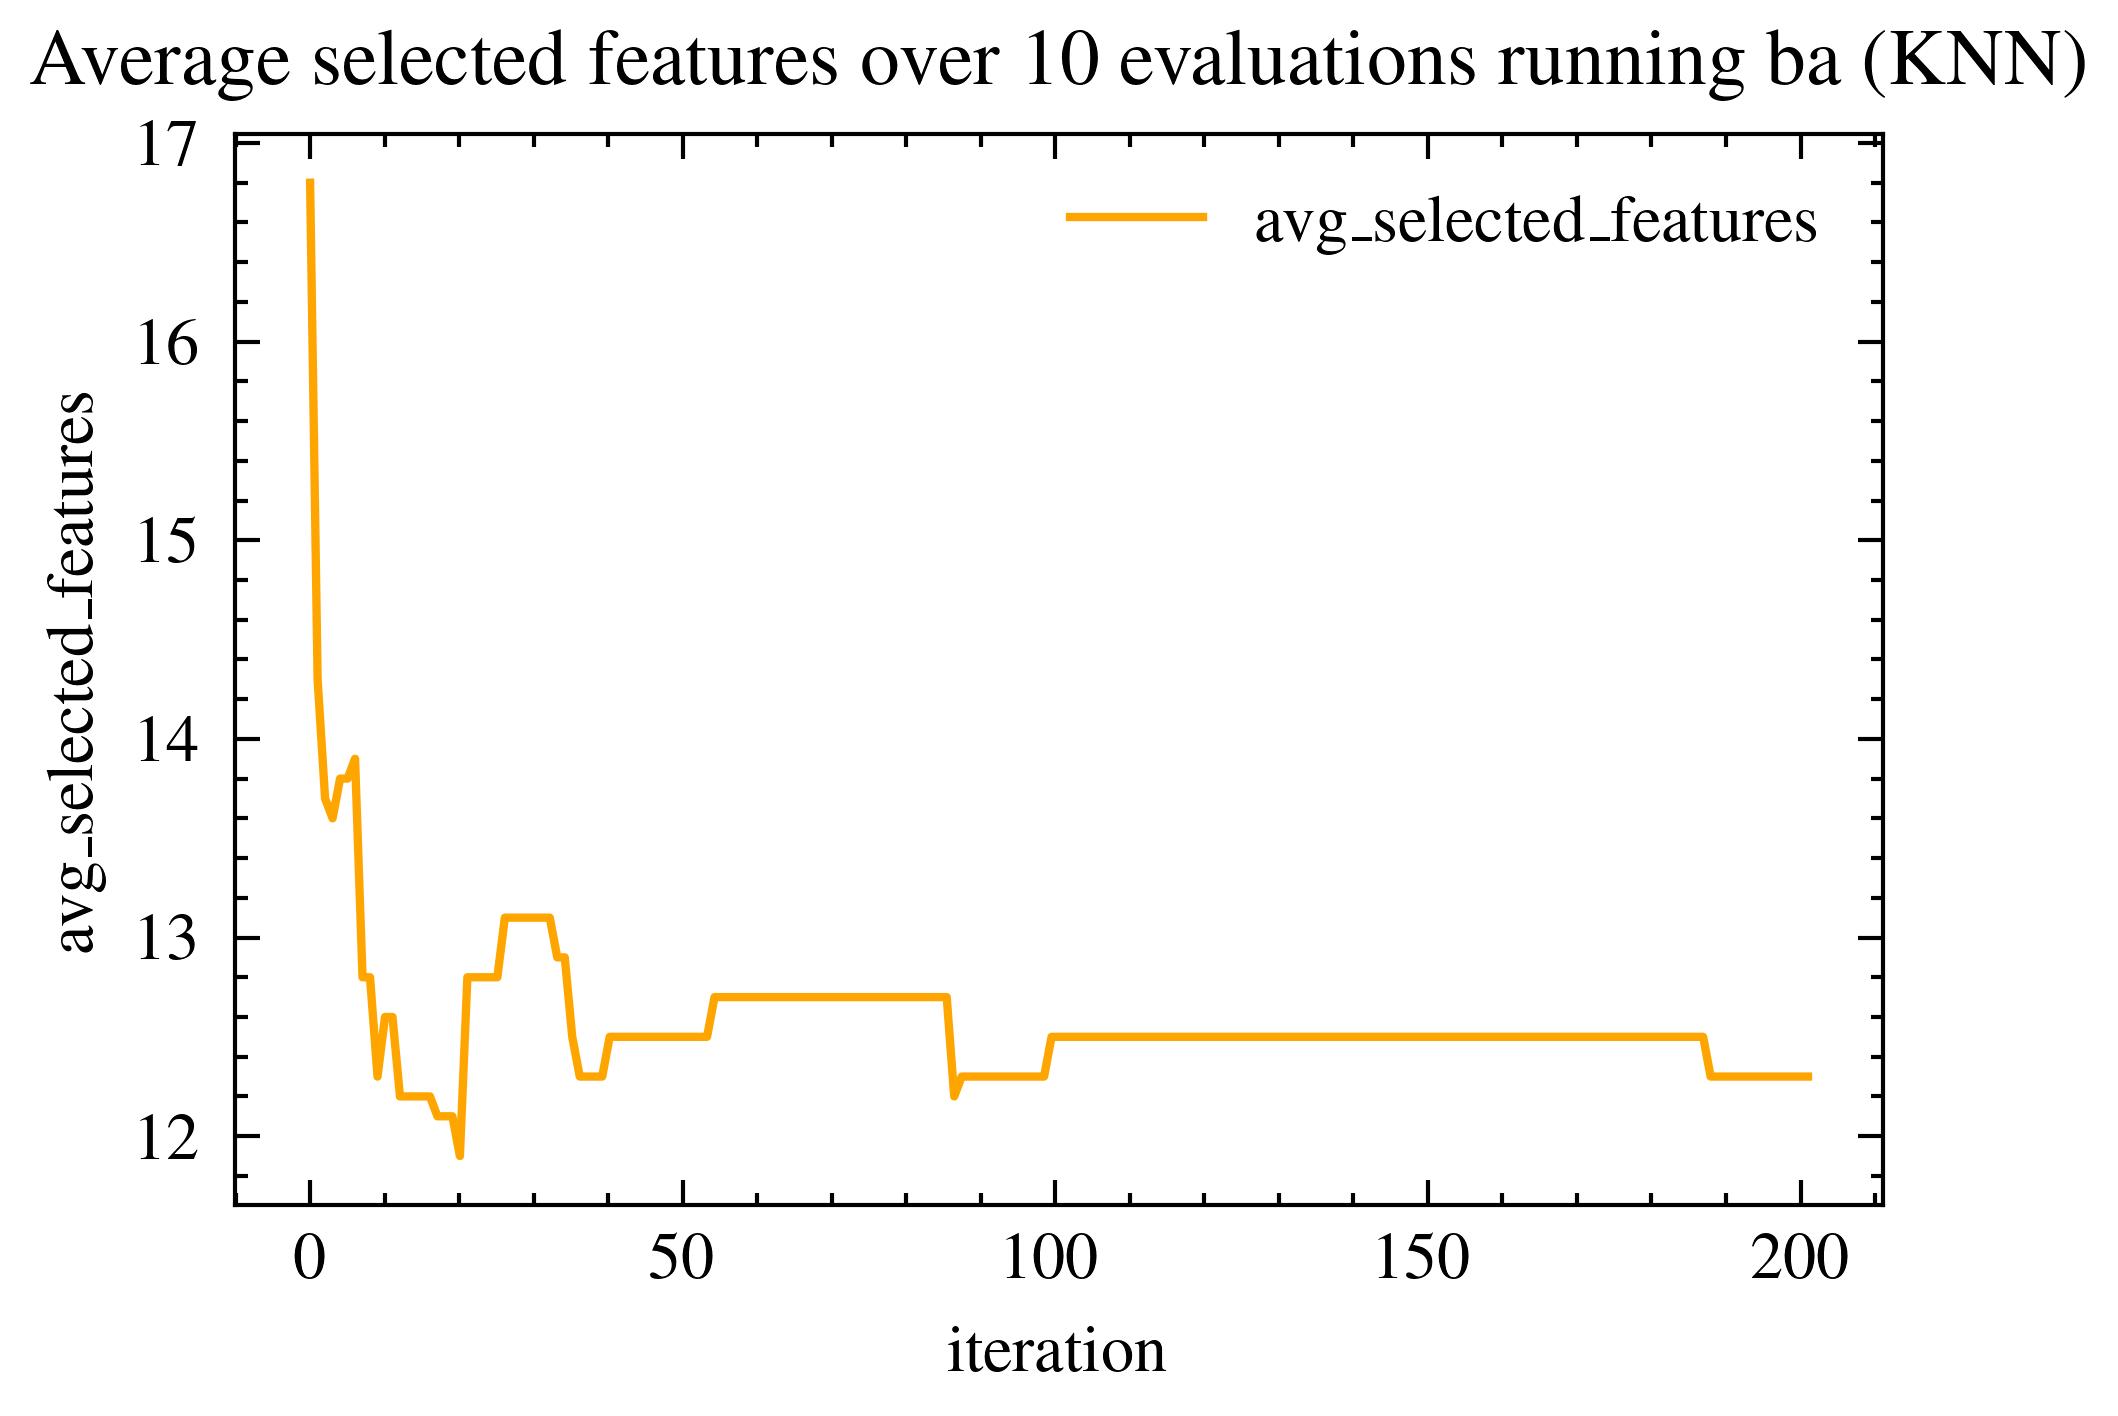 Average selected features over 10 evaluations running ba (KNN)
17
avg_selected_features
16
15
14
13
12
avg_selected_features
0 50 100 150 200
iteration